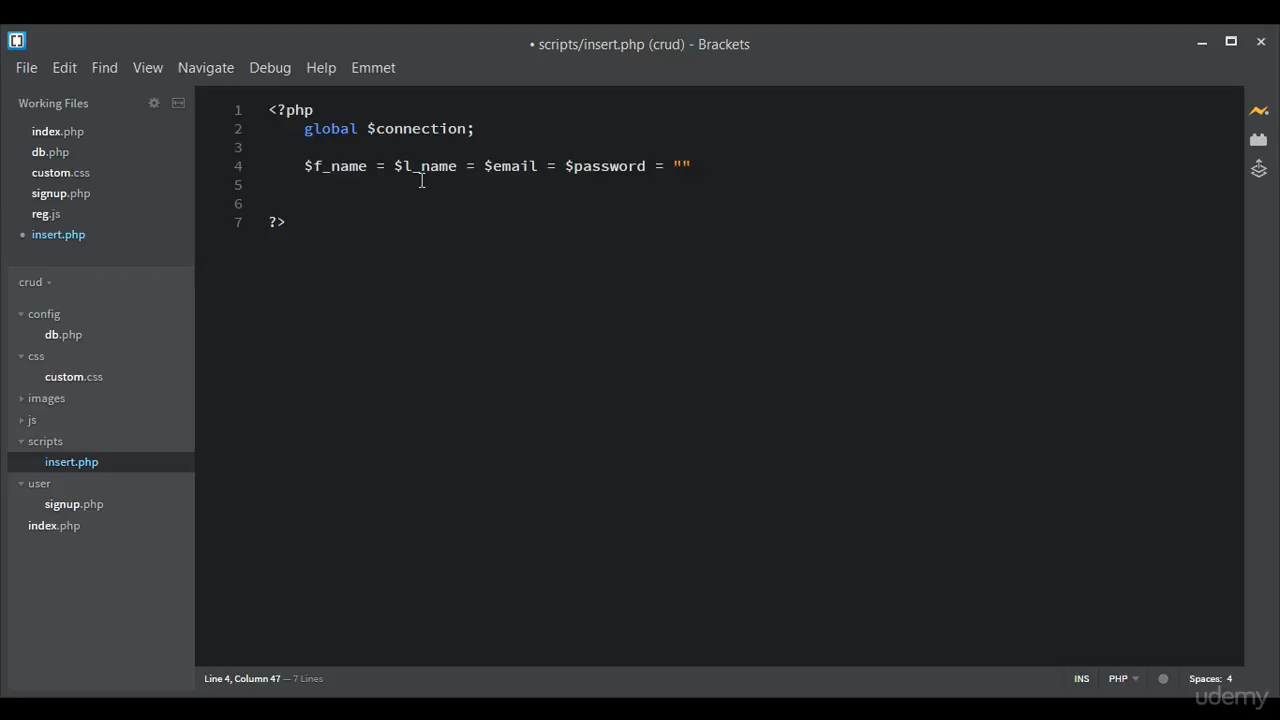 • scripts/insert.php (crud) - Brackets
File Edit Find View Navigate Debug Help Emmet
Working Files
index.php
db.php
custom.css
signup.php
reg.js
• insert.php
crud
config
db.php
css
custom.css
images
js
scripts
insert.php
user
signup.php
index.php
1 <?php
2 global $connection;
3
4 $f_name = $l_name = $email = $password = ""
5
6
7 ?>
Line 4, Column 47 — 7 Lines
INS PHP Spaces: 4
udemy